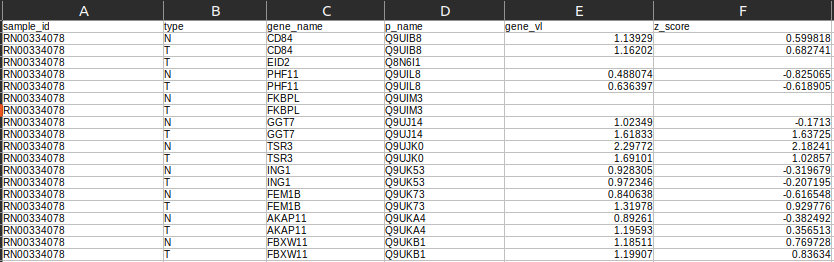 A B C D E F
sample_id type gene_name p_name gene_vl z_score
RN00334078 N CD84 Q9UIB8 1.13929 0.599818
RN00334078 T CD84 Q9UIB8 1.16202 0.682741
RN00334078 T EID2 Q8N6I1
RN00334078 N PHF11 Q9UIL8 0.488074 -0.825065
RN00334078 T PHF11 Q9UIL8 0.636397 -0.618905
RN00334078 N FKBPL Q9UIM3
RN00334078 T FKBPL Q9UIM3
RN00334078 N GGT7 Q9UJ14 1.02349 -0.1713
RN00334078 T GGT7 Q9UJ14 1.61833 1.63725
RN00334078 N TSR3 Q9UJK0 2.29772 2.18241
RN00334078 T TSR3 Q9UJK0 1.69101 1.02857
RN00334078 N ING1 Q9UK53 0.928305 -0.319679
RN00334078 T ING1 Q9UK53 0.972346 -0.207195
RN00334078 N FEM1B Q9UK73 0.840638 -0.616548
RN00334078 T FEM1B Q9UK73 1.31978 0.929776
RN00334078 N AKAP11 Q9UKA4 0.89261 -0.382492
RN00334078 T AKAP11 Q9UKA4 1.19593 0.356513
RN00334078 N FBXW11 Q9UKB1 1.18511 0.769728
RN00334078 T FBXW11 Q9UKB1 1.19907 0.83634